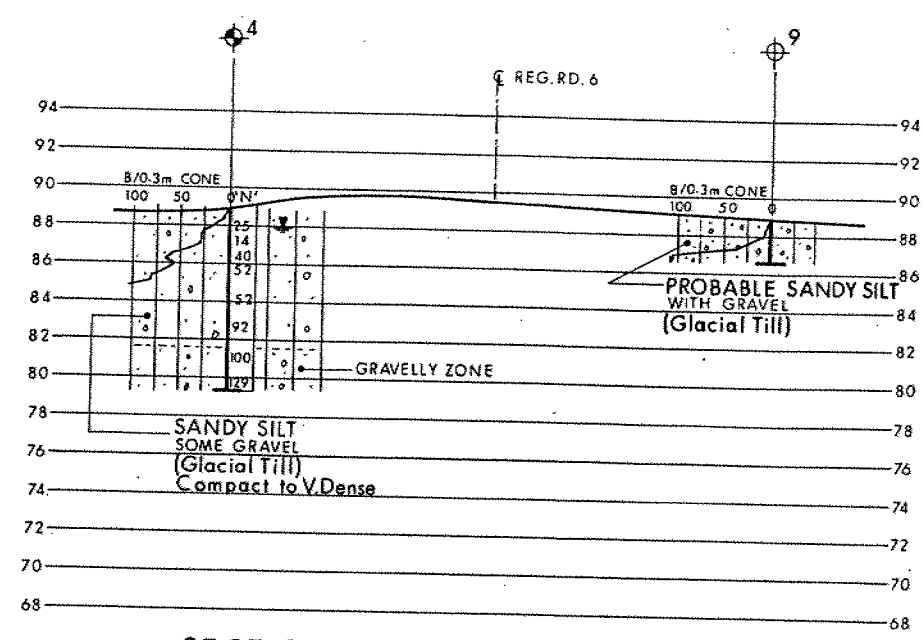 4
9
℄ REG. RD. 6
94
94
92
92
90
90
B/0.3m CONE
100 50 0 'N'
B/0.3m CONE
100 50 0
88
88
25
14
40
52
86
86
PROBABLE SANDY SILT
WITH GRAVEL
(Glacial Till)
84
84
52
82
82
92
100
GRAVELLY ZONE
80
80
129
78
78
SANDY SILT
SOME GRAVEL
(Glacial Till)
Compact to V.Dense
76
76
74
74
72
72
70
70
68
68